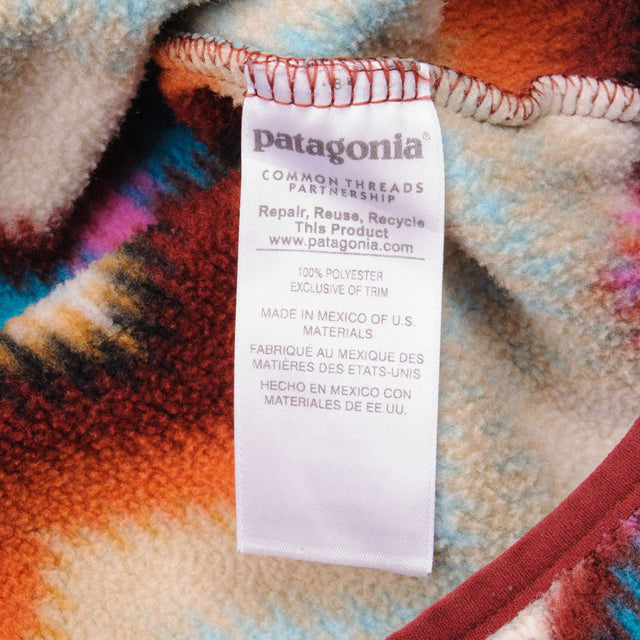 patagonia®
COMMON THREADS
PARTNERSHIP
Repair, Reuse, Recycle
This Product
www.patagonia.com
100% POLYESTER
EXCLUSIVE OF TRIM
MADE IN MEXICO OF U.S.
MATERIALS
FABRIQUÉ AU MEXIQUE DES
MATIÈRES DES ETATS-UNIS
HECHO EN MEXICO CON
MATERIALES DE EE.UU.